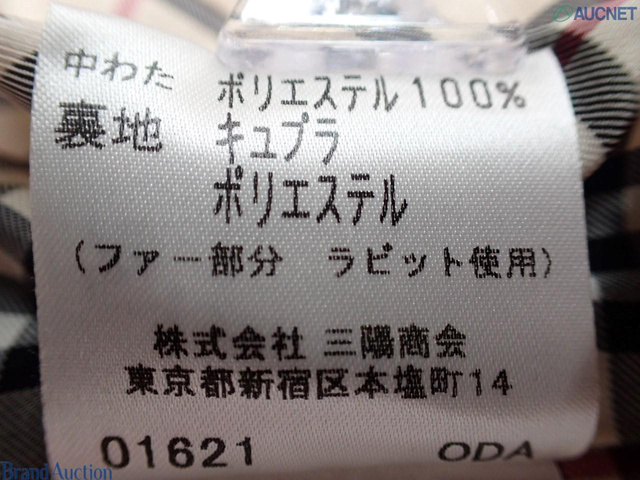 AUCNET
中わた ポリエステル100%
裏地 キュプラ
ポリエステル
(ファー部分 ラビット使用)
株式会社 三陽商会
東京都新宿区本塩町14
01621 ODA
Brand Auction